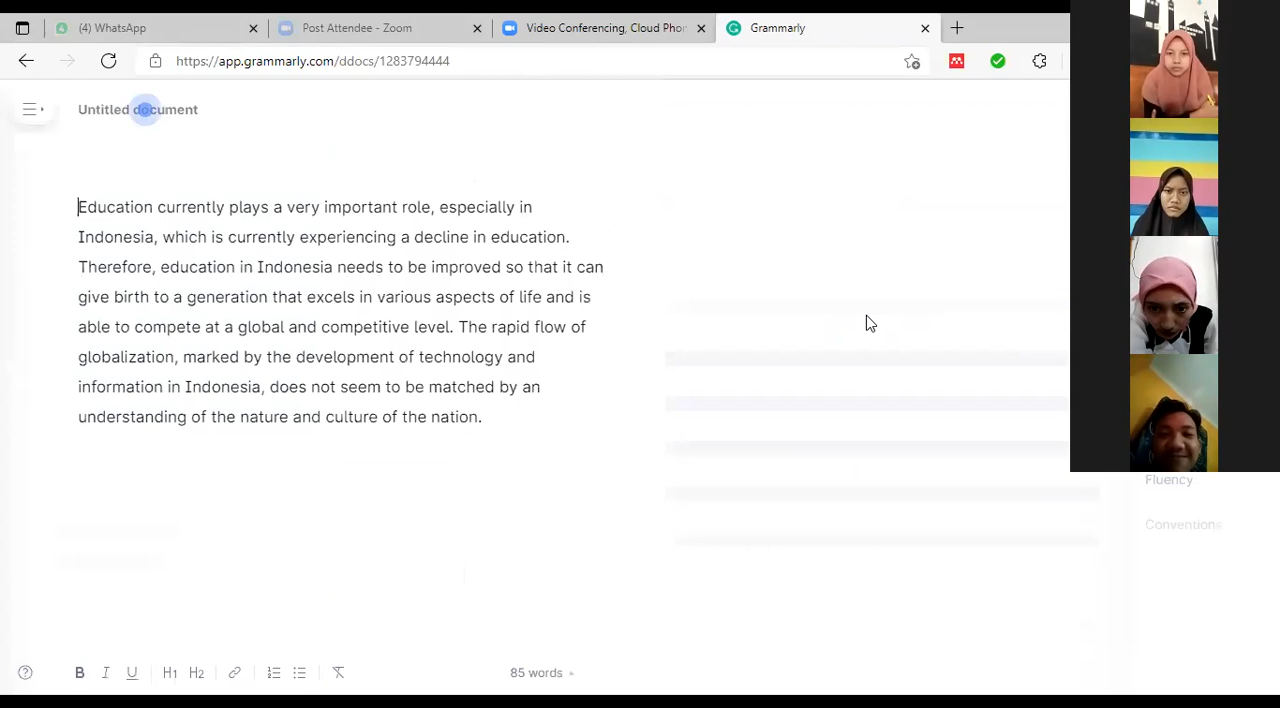 (4) WhatsApp
Post Attendee - Zoom
Video Conferencing, Cloud Phor
Grammarly
https://app.grammarly.com/ddocs/1283794444
Untitled document
Education currently plays a very important role, especially in
Indonesia, which is currently experiencing a decline in education.
Therefore, education in Indonesia needs to be improved so that it can
give birth to a generation that excels in various aspects of life and is
able to compete at a global and competitive level. The rapid flow of
globalization, marked by the development of technology and
information in Indonesia, does not seem to be matched by an
understanding of the nature and culture of the nation.
Fluency
Conventions
B I U H1 H2
85 words